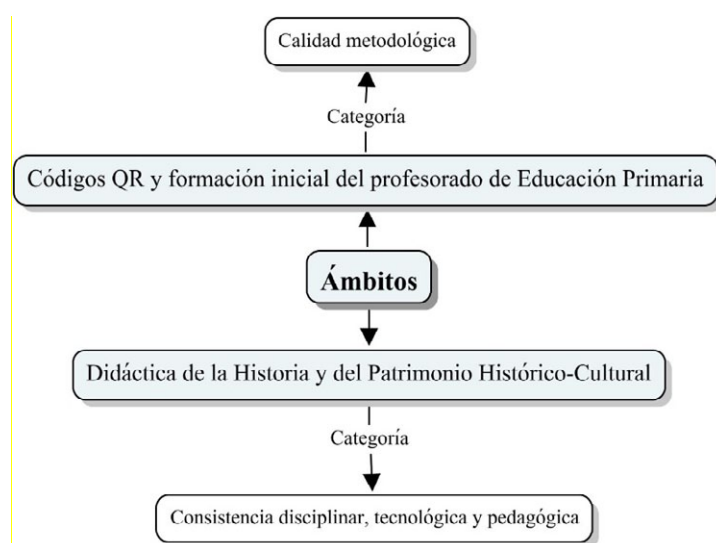 Calidad metodológica
Categoría
Códigos QR y formación inicial del profesorado de Educación Primaria
Ámbitos
Didáctica de la Historia y del Patrimonio Histórico-Cultural
Categoría
Consistencia disciplinar, tecnológica y pedagógica